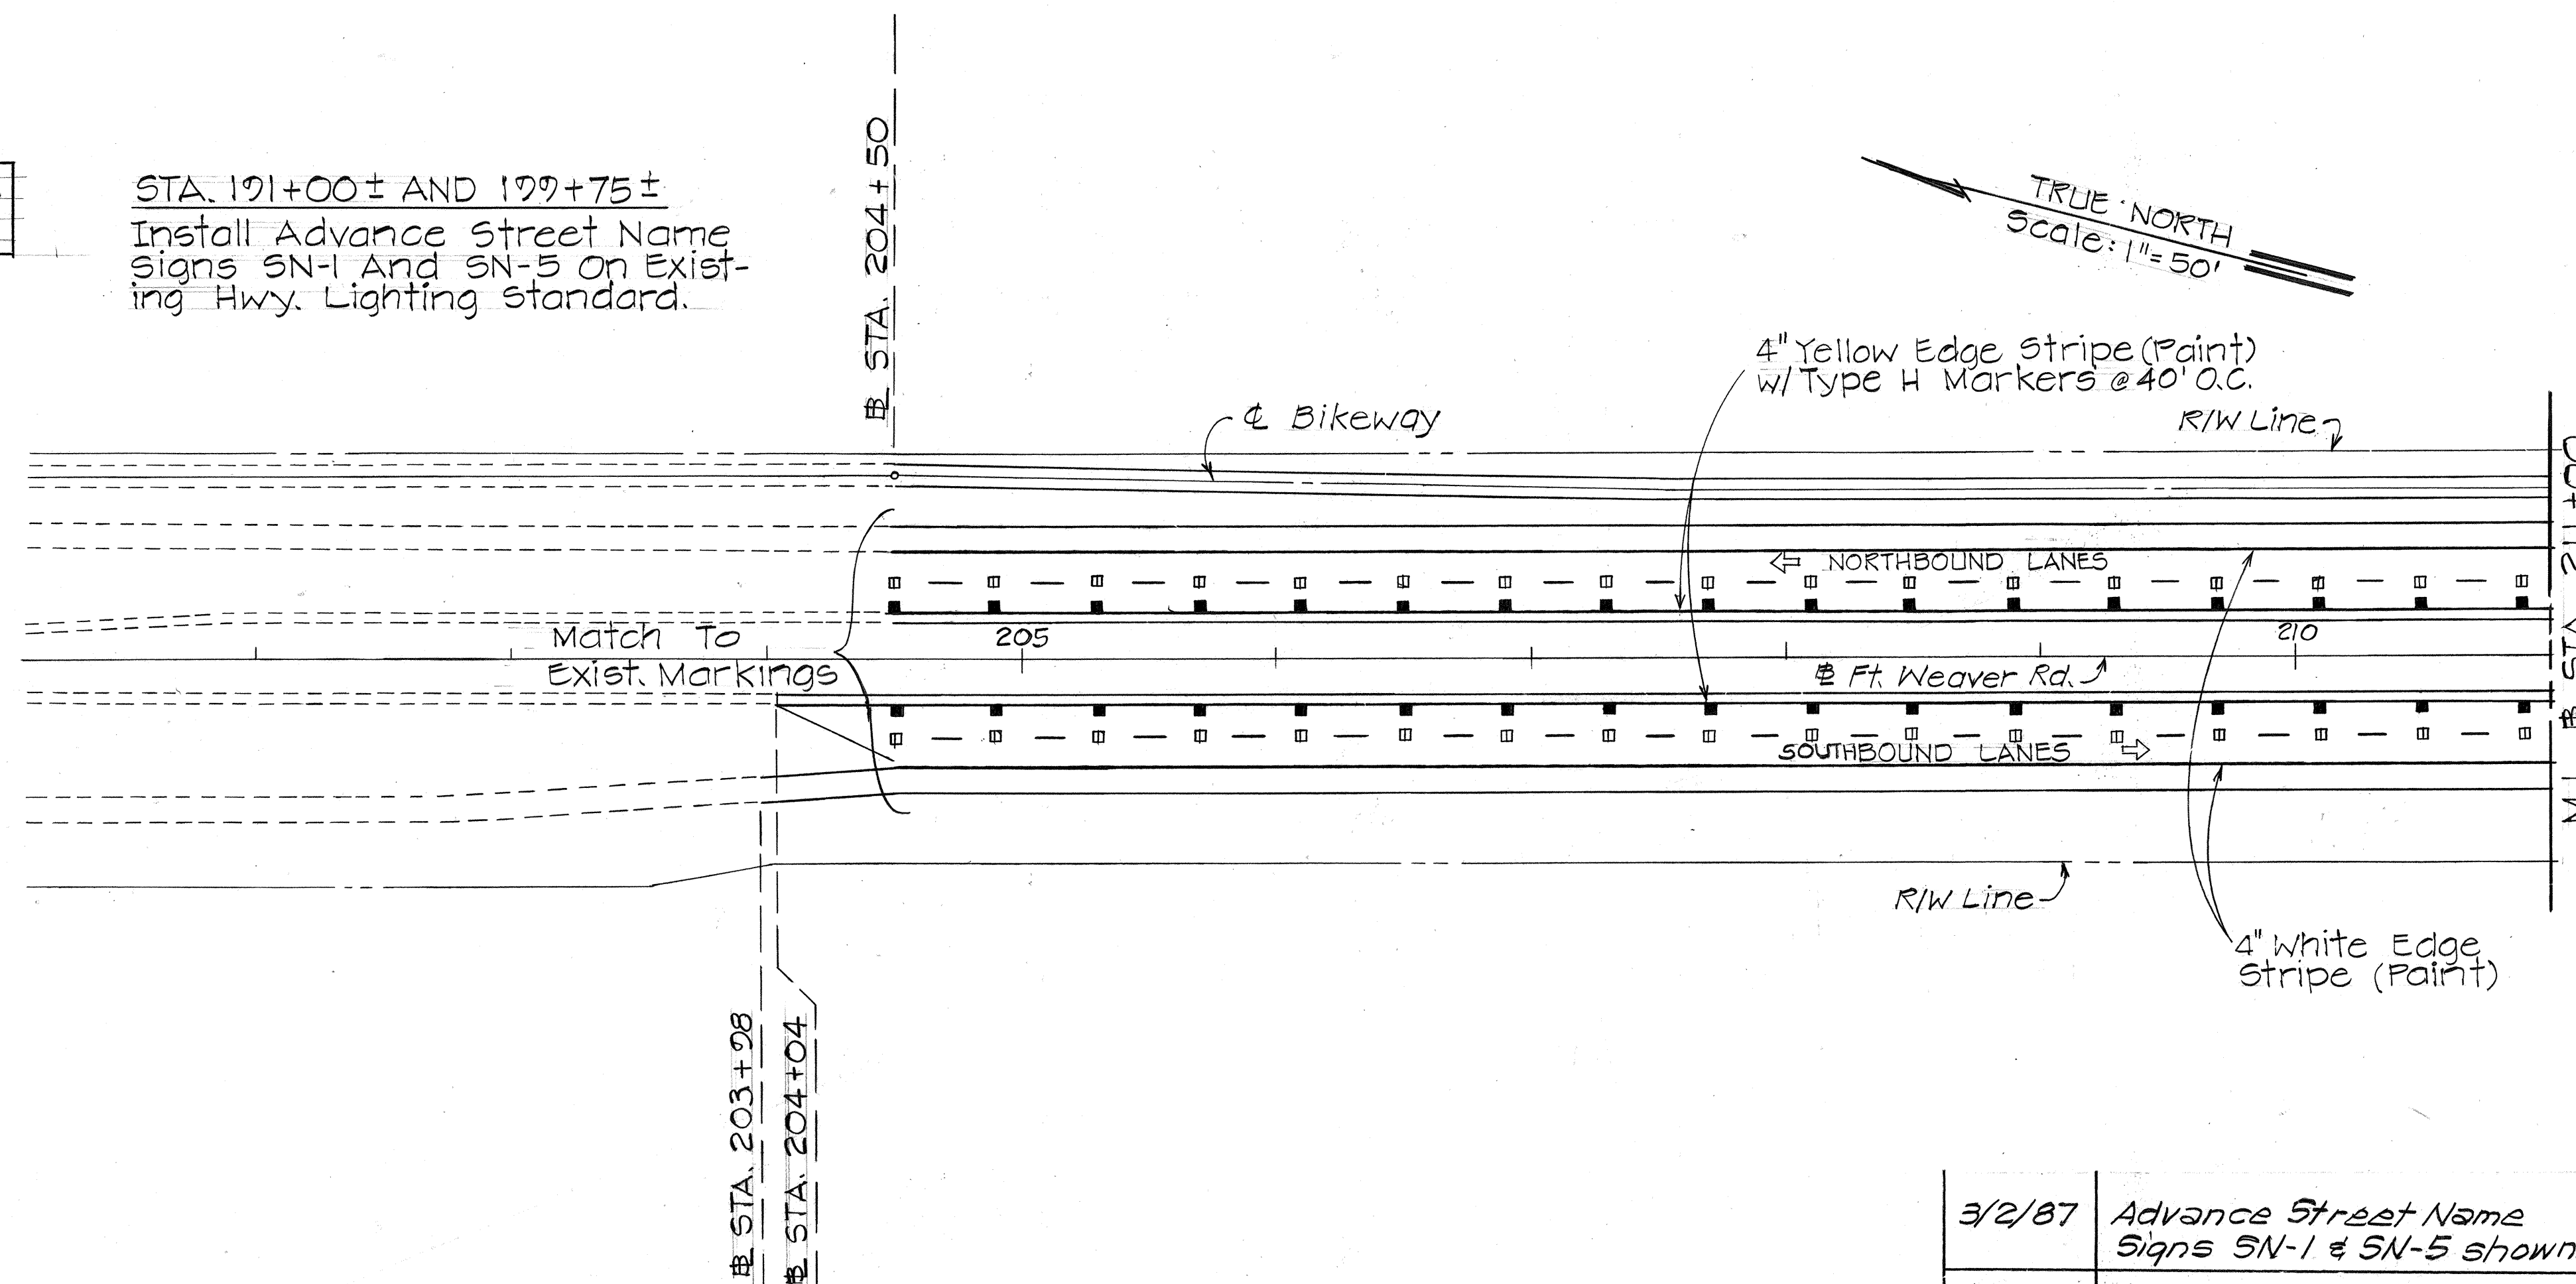 STA. 191+00± AND 199+75±
Install Advance Street Name
Signs SN-1 And SN-5 On Exist-
ing Hwy. Lighting Standard.
B STA. 204+50
TRUE NORTH
Scale: 1"=50'
4" Yellow Edge Stripe (Paint)
w/ Type H Markers @ 40' O.C.
℄ Bikeway
R/W Line
NORTHBOUND LANES
Match To
Exist. Markings
205
210
B Ft. Weaver Rd.
SOUTHBOUND LANES
R/W Line
4" White Edge
Stripe (Paint)
B STA. 203+98
B STA. 204+04
STA 211+00
3/2/87
Advance Street Name
Signs SN-1 & SN-5 shown